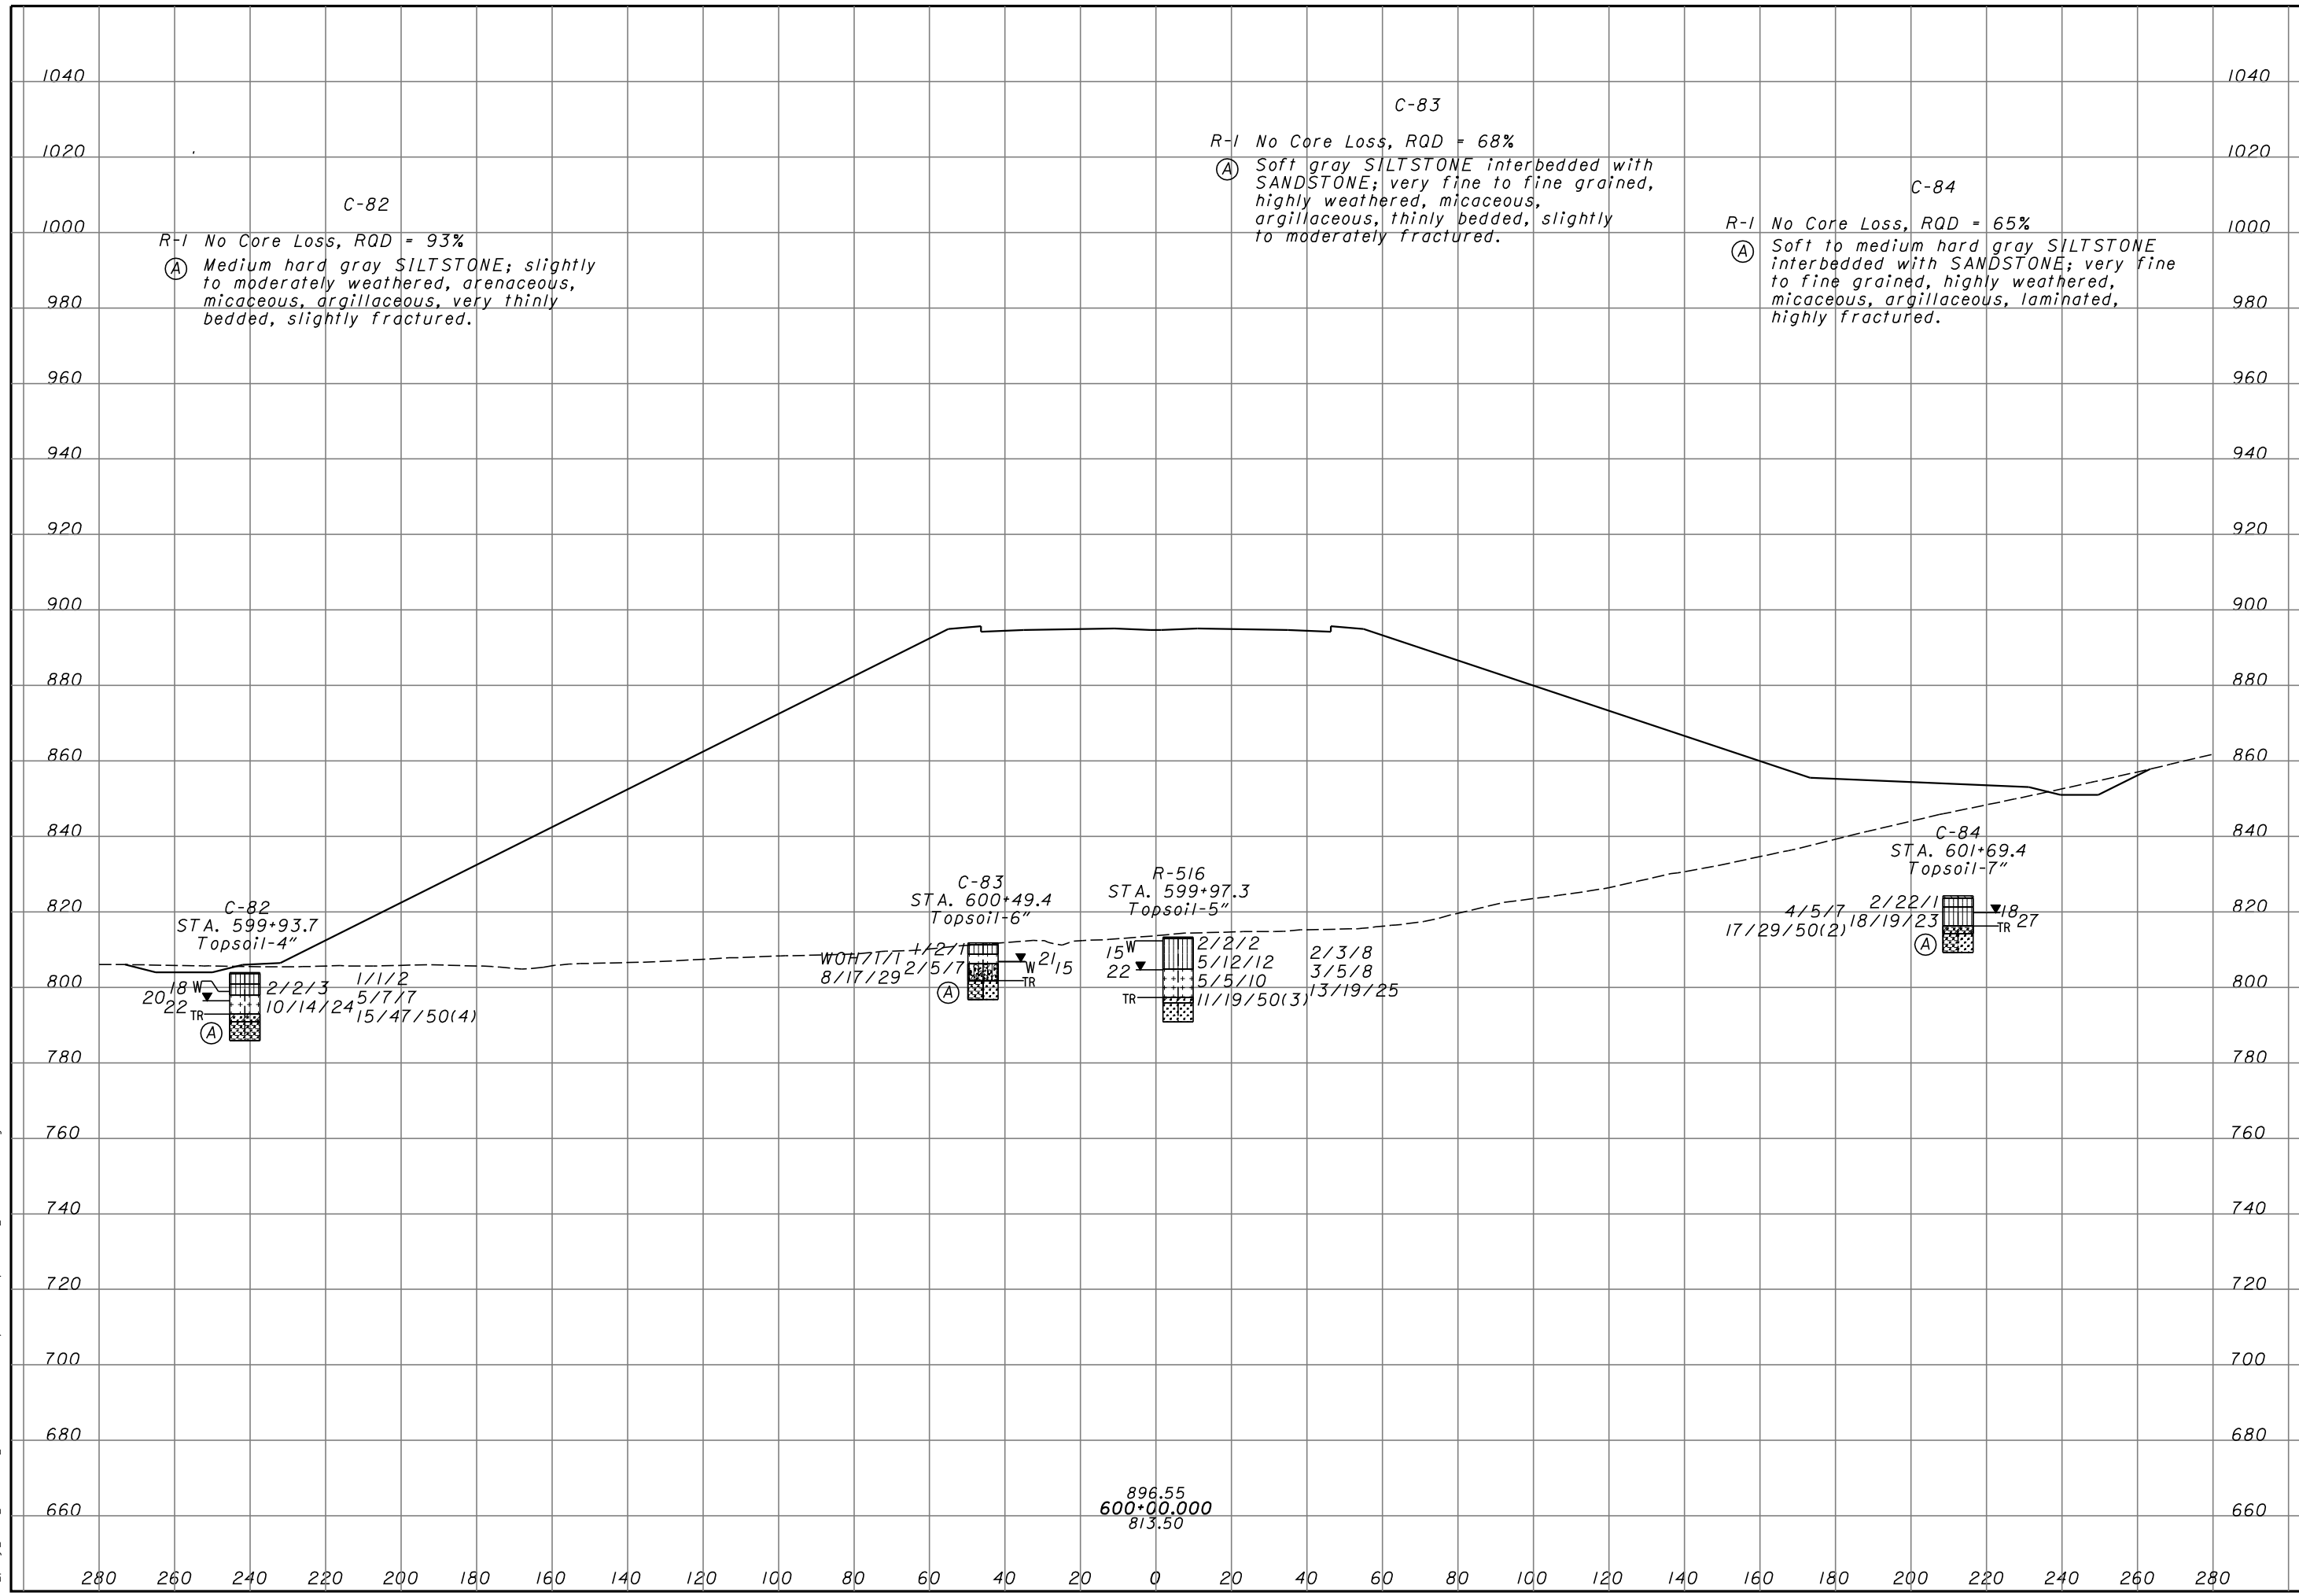 1040
1040
C-83
R-1 No Core Loss, RQD = 68%
1020
1020
(A) Soft gray SILTSTONE interbedded with
SANDSTONE; very fine to fine grained,
highly weathered, micaceous,
argillaceous, thinly bedded, slightly
to moderately fractured.
C-84
R-1 No Core Loss, RQD = 65%
(A) Soft to medium hard gray SILTSTONE
interbedded with SANDSTONE; very fine
to fine grained, highly weathered,
micaceous, argillaceous, laminated,
highly fractured.
C-82
1000
1000
R-1 No Core Loss, RQD = 93%
(A) Medium hard gray SILTSTONE; slightly
to moderately weathered, arenaceous,
micaceous, argillaceous, very thinly
bedded, slightly fractured.
980
980
960
960
940
940
920
920
900
900
880
880
860
860
840
840
C-84
STA. 601+69.4
Topsoil-7"
2/22/1
4/5/7
18/19/23
17/29/50(2)
18
TR 27
(A)
R-516
STA. 599+97.3
Topsoil-5"
15 W
22
TR
2/2/2
5/12/12
5/5/10
11/19/50(3)
2/3/8
3/5/8
13/19/25
C-83
STA. 600+49.4
Topsoil-6"
WOH/1/1
1/2/1
8/17/29
2/5/7
21
W 15
TR
(A)
820
820
C-82
STA. 599+93.7
Topsoil-4"
18 W
20
22 TR
(A)
2/2/3
10/14/24
1/1/2
5/7/7
15/47/50(4)
800
800
780
780
760
760
740
740
720
720
700
700
680
680
660
660
896.55
600+00.000
813.50
280 260 240 220 200 180 160 140 120 100 80 60 40 20 0 20 40 60 80 100 120 140 160 180 200 220 240 260 280